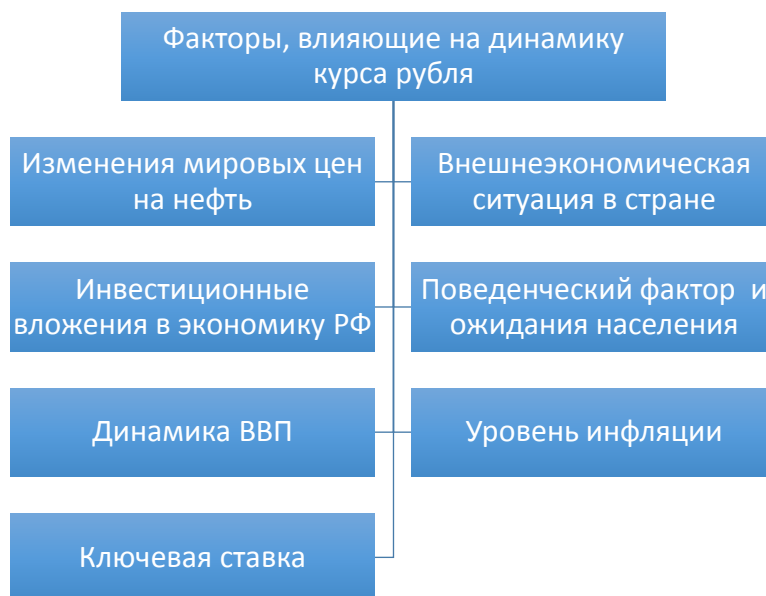 Факторы, влияющие на динамику
курса рубля
Изменения мировых цен
на нефть
Внешнеэкономическая
ситуация в стране
Инвестиционные
вложения в экономику РФ
Поведенческий фактор и
ожидания населения
Динамика ВВП
Уровень инфляции
Ключевая ставка